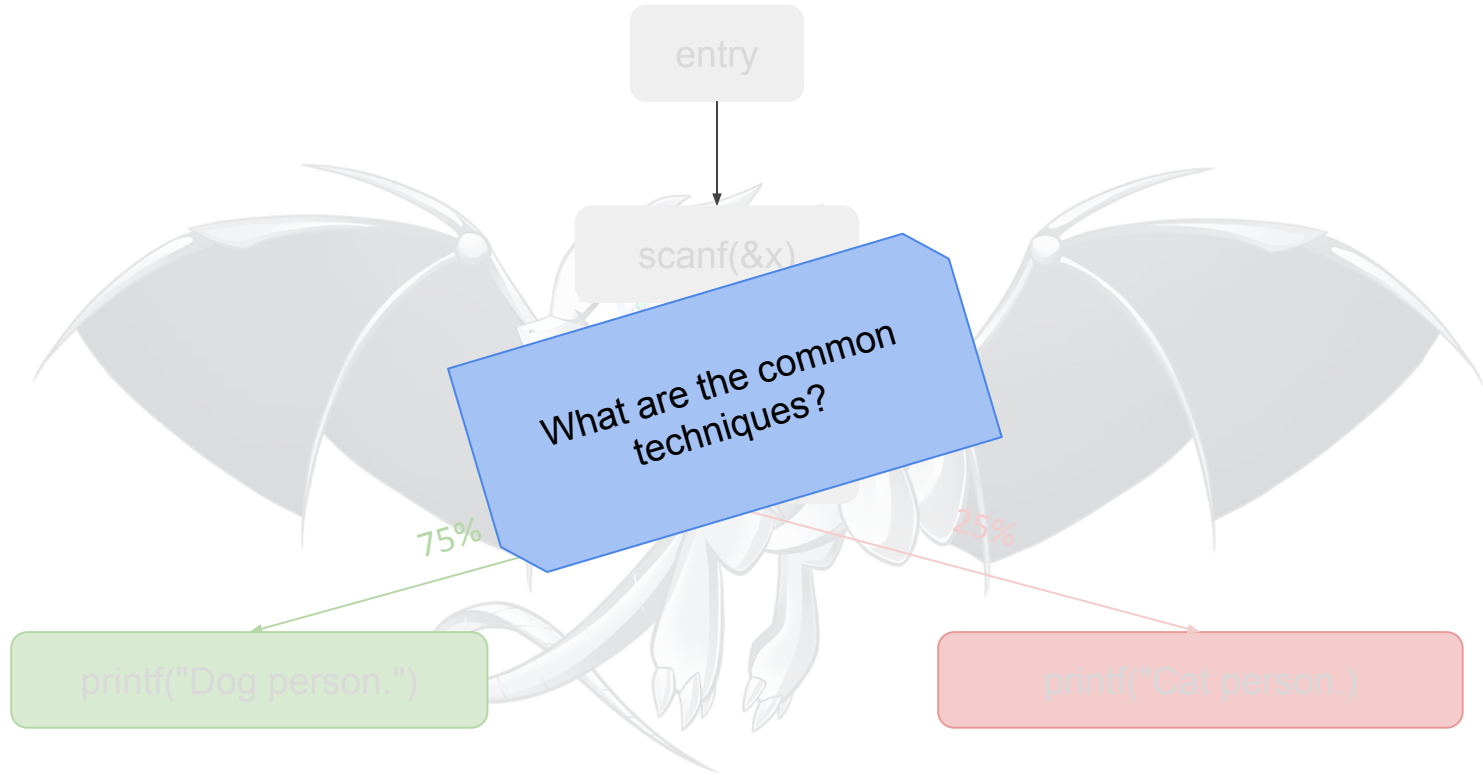 entry
scanf(&x)
What are the common
techniques?
75%
25%
printf("Dog person.")
printf("Cat person.)